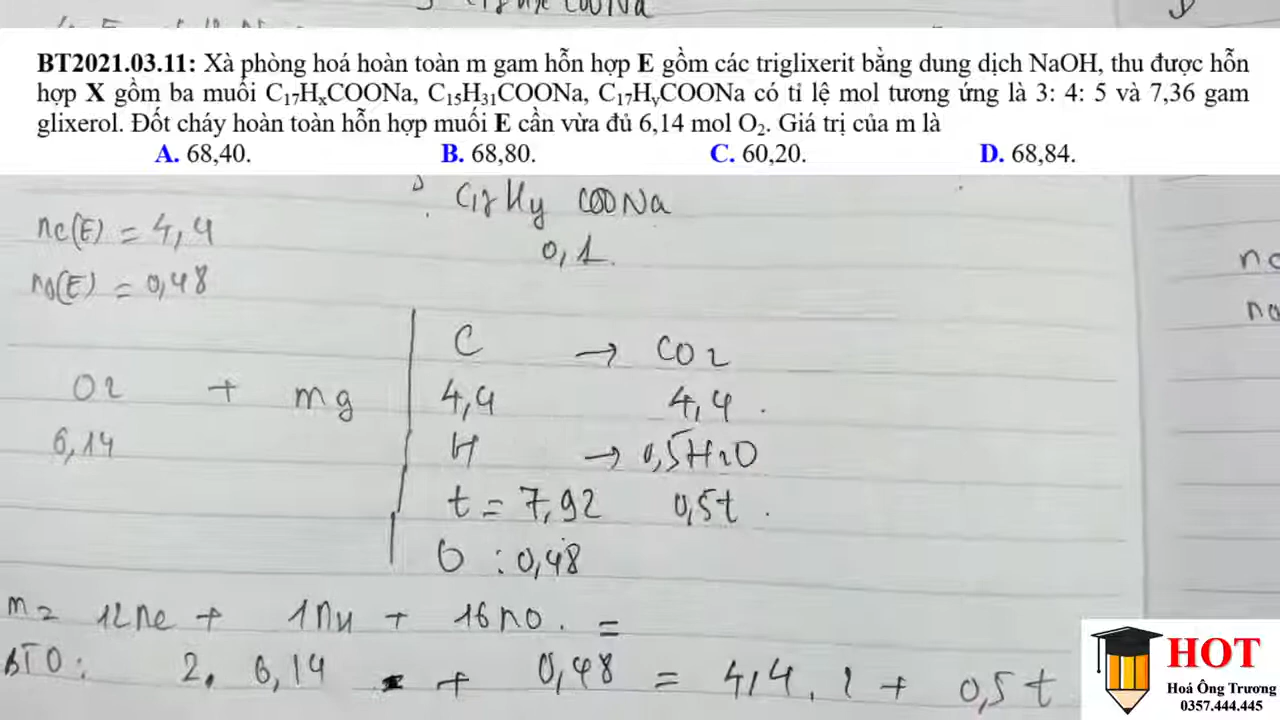 C17HxCOONa
BT2021.03.11: Xà phòng hoá hoàn toàn m gam hỗn hợp E gồm các triglixerit bằng dung dịch NaOH, thu được hỗn
hợp X gồm ba muối C₁₇HₓCOONa, C₁₅H₃₁COONa, C₁₇HᵧCOONa có tỉ lệ mol tương ứng là 3: 4: 5 và 7,36 gam
glixerol. Đốt cháy hoàn toàn hỗn hợp muối E cần vừa đủ 6,14 mol O₂. Giá trị của m là
A. 68,40. B. 68,80. C. 60,20. D. 68,84.
C17Hy COONa
0,1.
nc(E) = 4,4
no(E) = 0,48
C → CO2
O2 + mg 4,4 4,4.
6,14 H → 0,5H2O
t = 7,92 0,5t.
O : 0,48
m = 12nc + 1nH + 16nO. =
BTO: 2. 6,14 + 0,48 = 4,4. 2 + 0,5t
HOT
Hoá Ông Trương
0357.444.445